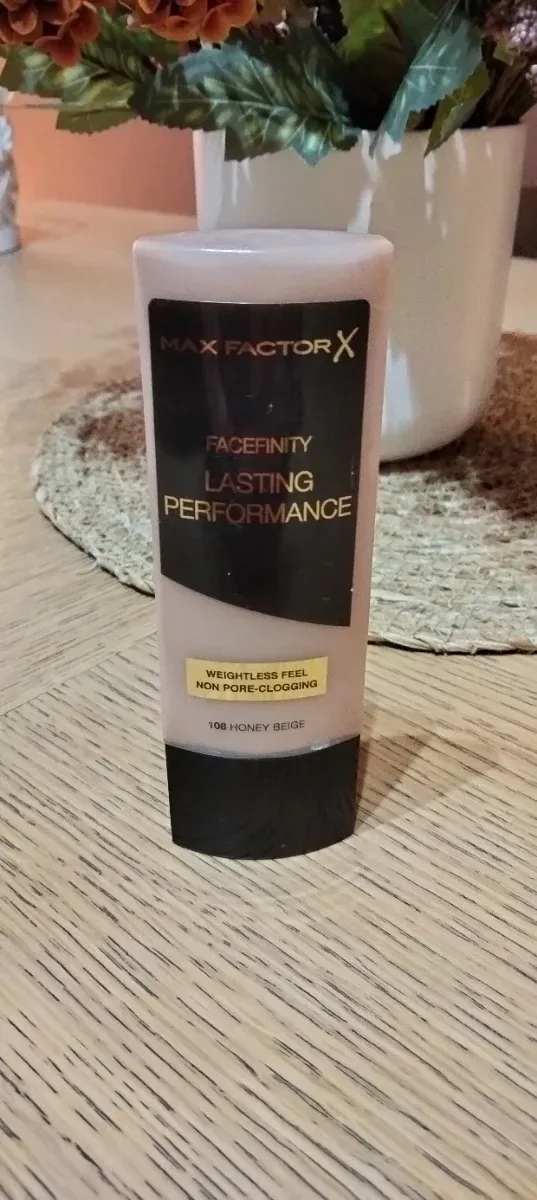 MAX FACTOR X
FACEFINITY
LASTING
PERFORMANCE
WEIGHTLESS FEEL
NON PORE-CLOGGING
108 HONEY BEIGE